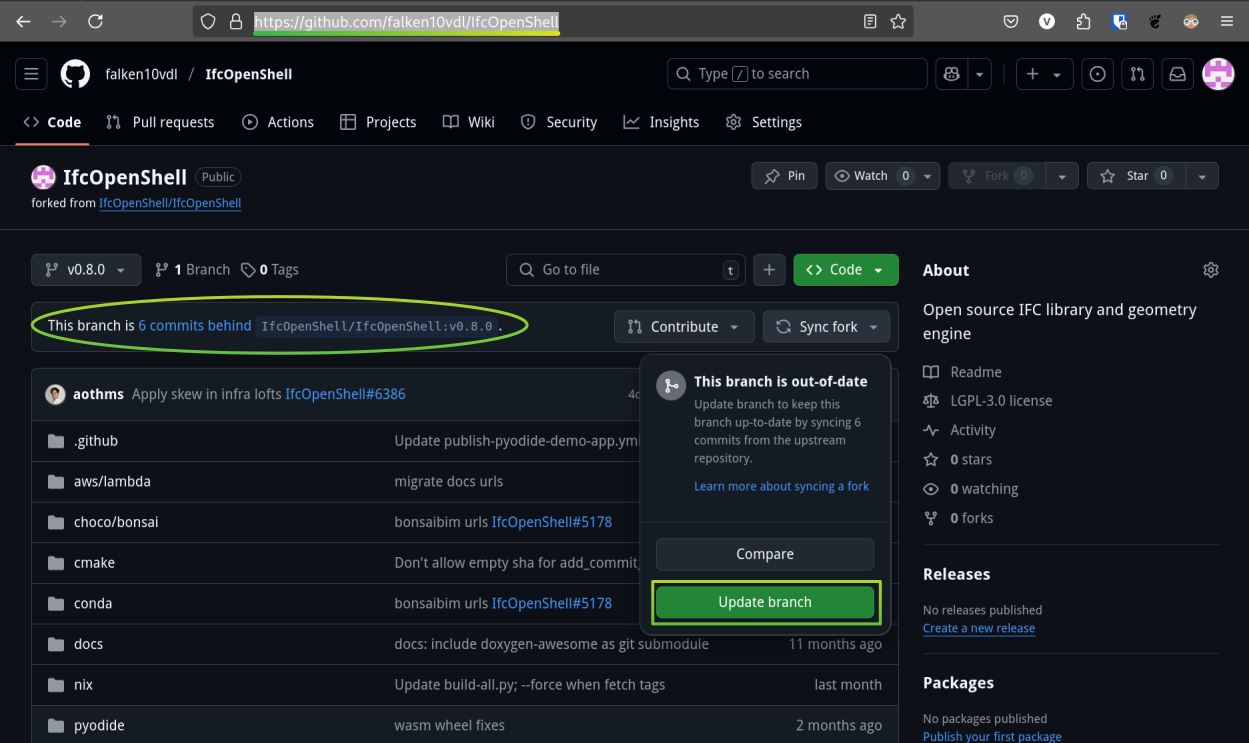 https://github.com/falken10vdl/IfcOpenShell
falken10vdl / IfcOpenShell
Type / to search
Code Pull requests Actions Projects Wiki Security Insights Settings
IfcOpenShell Public
Pin Watch 0 Fork 0 Star 0
forked from IfcOpenShell/IfcOpenShell
v0.8.0 1 Branch 0 Tags Go to file t Code
This branch is 6 commits behind IfcOpenShell/IfcOpenShell:v0.8.0 .
Contribute Sync fork
This branch is out-of-date
Update branch to keep this
branch up-to-date by syncing 6
commits from the upstream
repository.
Learn more about syncing a fork
Compare
Update branch
aothms Apply skew in infra lofts IfcOpenShell#6386
.github Update publish-pyodide-demo-app.yml
aws/lambda migrate docs urls
choco/bonsai bonsaibim urls IfcOpenShell#5178
cmake Don't allow empty sha for add_commit_
conda bonsaibim urls IfcOpenShell#5178
docs docs: include doxygen-awesome as git submodule 11 months ago
nix Update build-all.py; --force when fetch tags last month
pyodide wasm wheel fixes 2 months ago
About
Open source IFC library and geometry
engine
Readme
LGPL-3.0 license
Activity
0 stars
0 watching
0 forks
Releases
No releases published
Create a new release
Packages
No packages published
Publish your first package